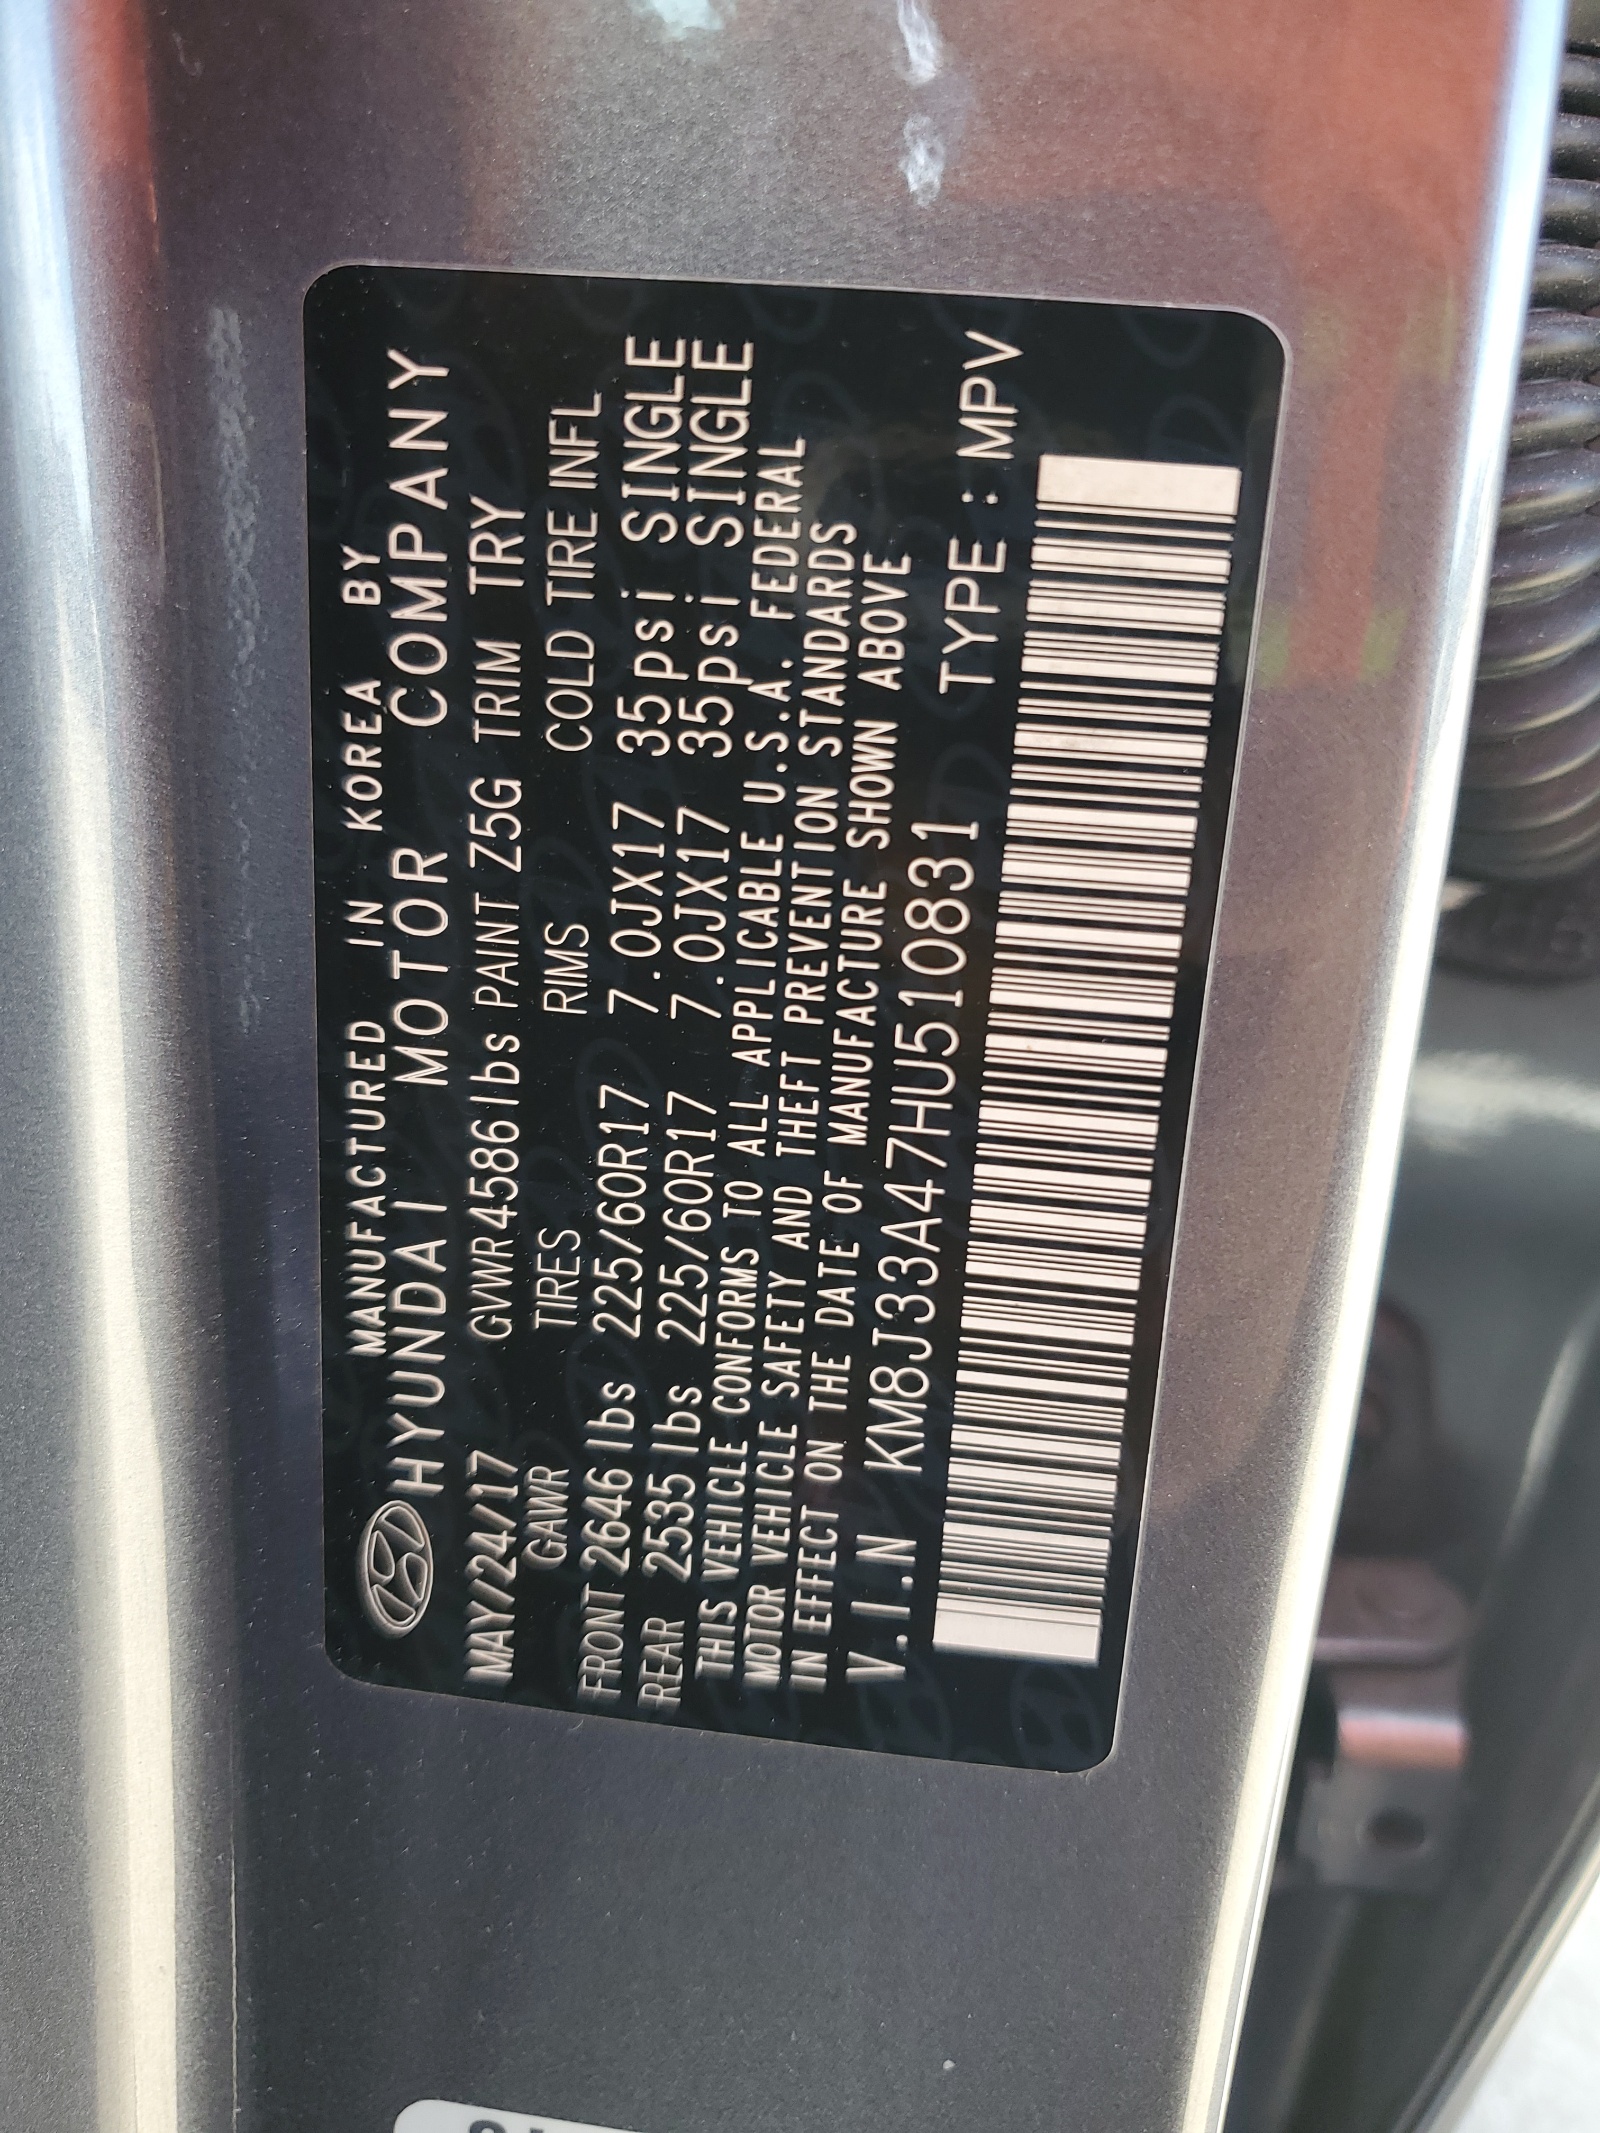 MANUFACTURED IN KOREA BY
HYUNDAI MOTOR COMPANY
MAY/24/17 GVWR4586lbs PAINT Z5G TRIM TRY
GAWR TIRES RIMS COLD TIRE INFL
FRONT 2646 lbs 225/60R17 7.0JX17 35psi SINGLE
REAR 2535 lbs 225/60R17 7.0JX17 35psi SINGLE
THIS VEHICLE CONFORMS TO ALL APPLICABLE U.S.A. FEDERAL
MOTOR VEHICLE SAFETY AND THEFT PREVENTION STANDARDS
IN EFFECT ON THE DATE OF MANUFACTURE SHOWN ABOVE
V.I.N KM8J33A47HU510831 TYPE : MPV